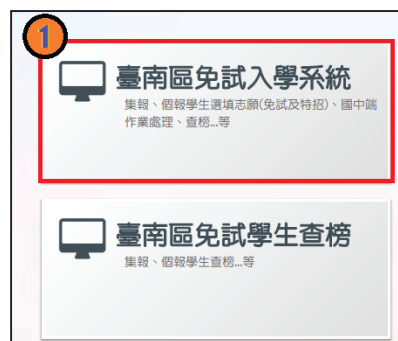 1
臺南區免試入學系統
集報、個報學生選填志願(免試及特招)、國中端
作業處理、查榜...等
臺南區免試學生查榜
集報、個報學生查榜...等